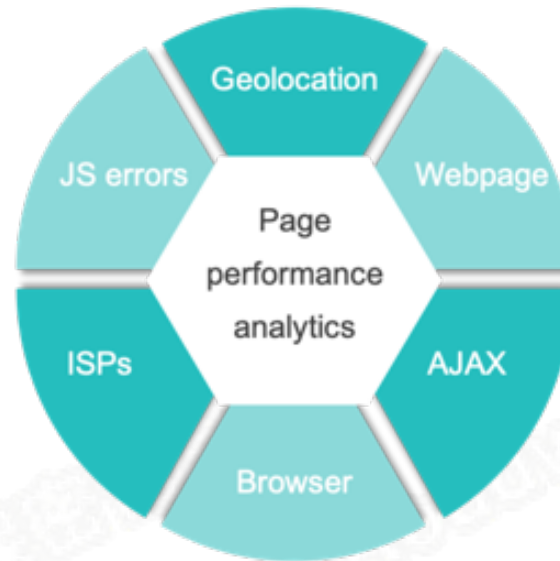 Geolocation
JS errors
Webpage
Page
performance
analytics
ISPs
AJAX
Browser